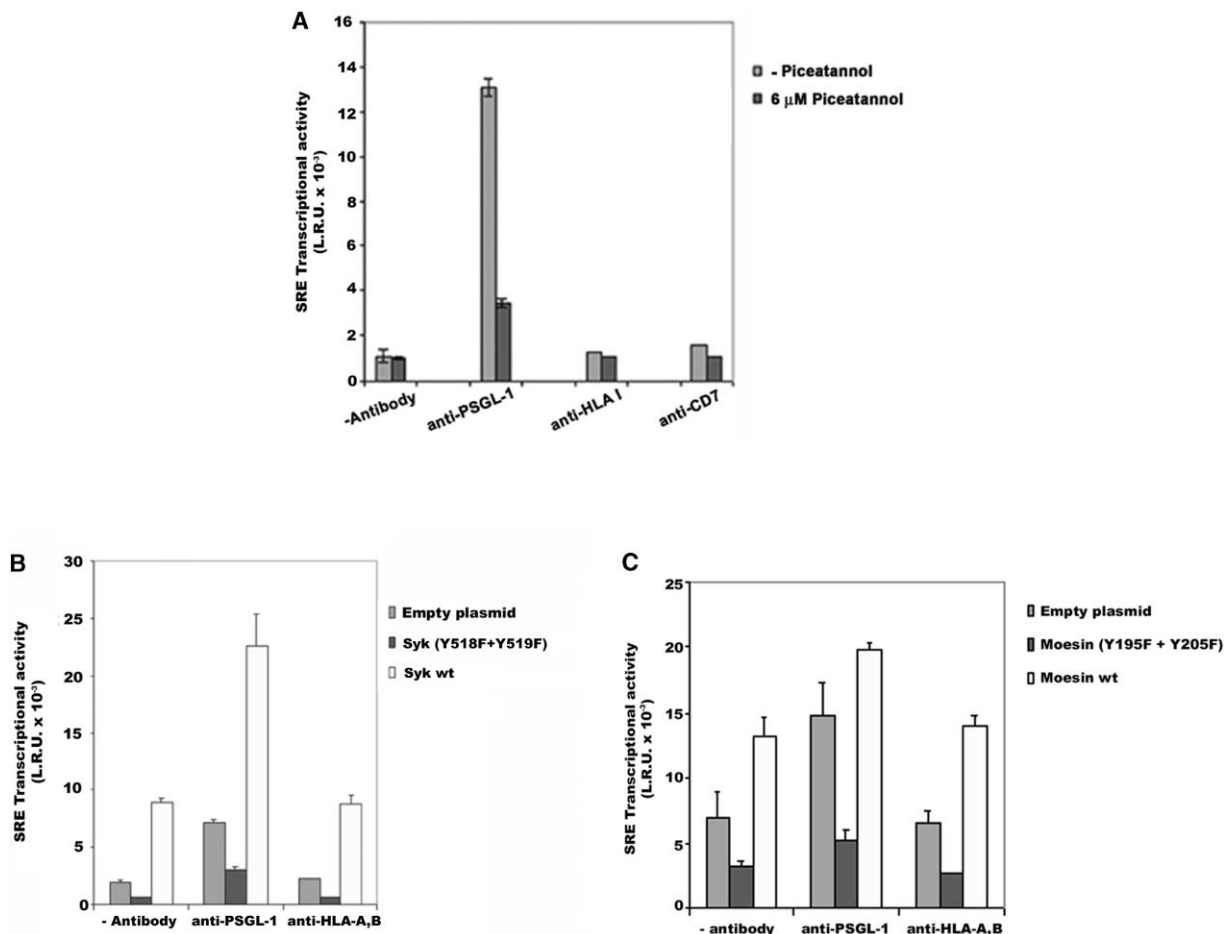 A
SRE Transcriptional activity
(L.R.U. x 10⁻³)
16
14
12
10
8
6
4
2
0
-Antibody
anti-PSGL-1
anti-HLA I
anti-CD7
- Piceatannol
6 µM Piceatannol
B
SRE Transcriptional activity
(L.R.U. x 10⁻³)
30
25
20
15
10
5
0
- Antibody
anti-PSGL-1
anti-HLA-A,B
Empty plasmid
Syk (Y518F+Y519F)
Syk wt
C
SRE Transcriptional activity
(L.R.U. x 10⁻³)
25
20
15
10
5
0
- antibody
anti-PSGL-1
anti-HLA-A,B
Empty plasmid
Moesin (Y195F + Y205F)
Moesin wt